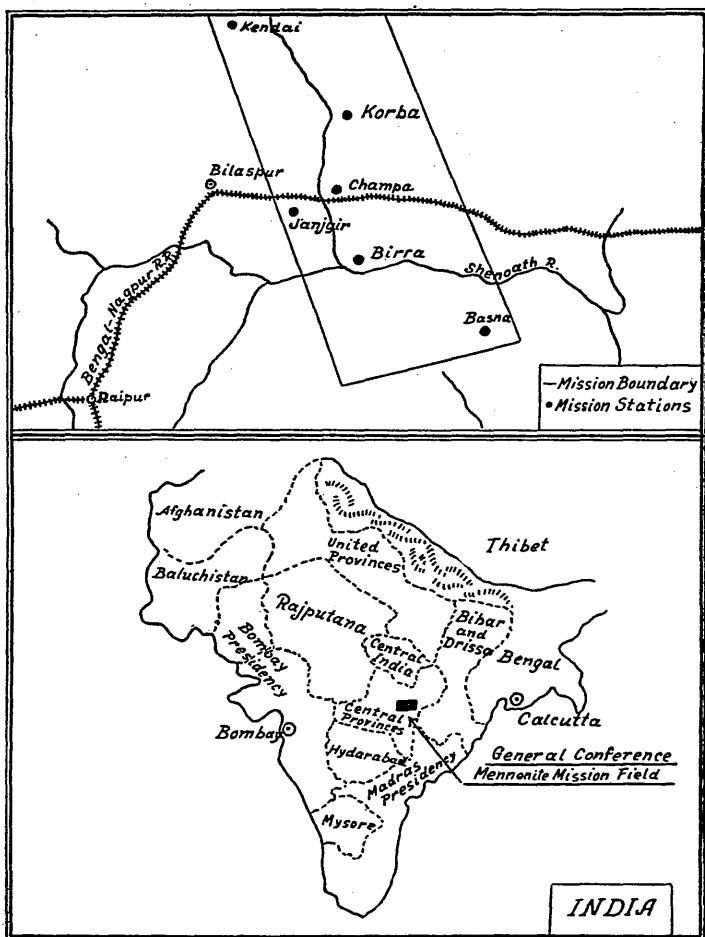 Kendai
Korba
Bilaspur
Champa
Janjgir
Birra
Shenoath R.
Bengal-Nagpur R.R.
Basna
Raipur
—Mission Boundary
•Mission Stations
Afghanistan
Thibet
United
Provinces
Baluchistan
Rajputana
Bihar
and
Drissa
Bengal
Bombay
Presidency
Central
India
Central
Provinces
Calcutta
Bombay
General Conference
Mennonite Mission Field
Hydarabad
Madras
Presidency
Mysore
INDIA